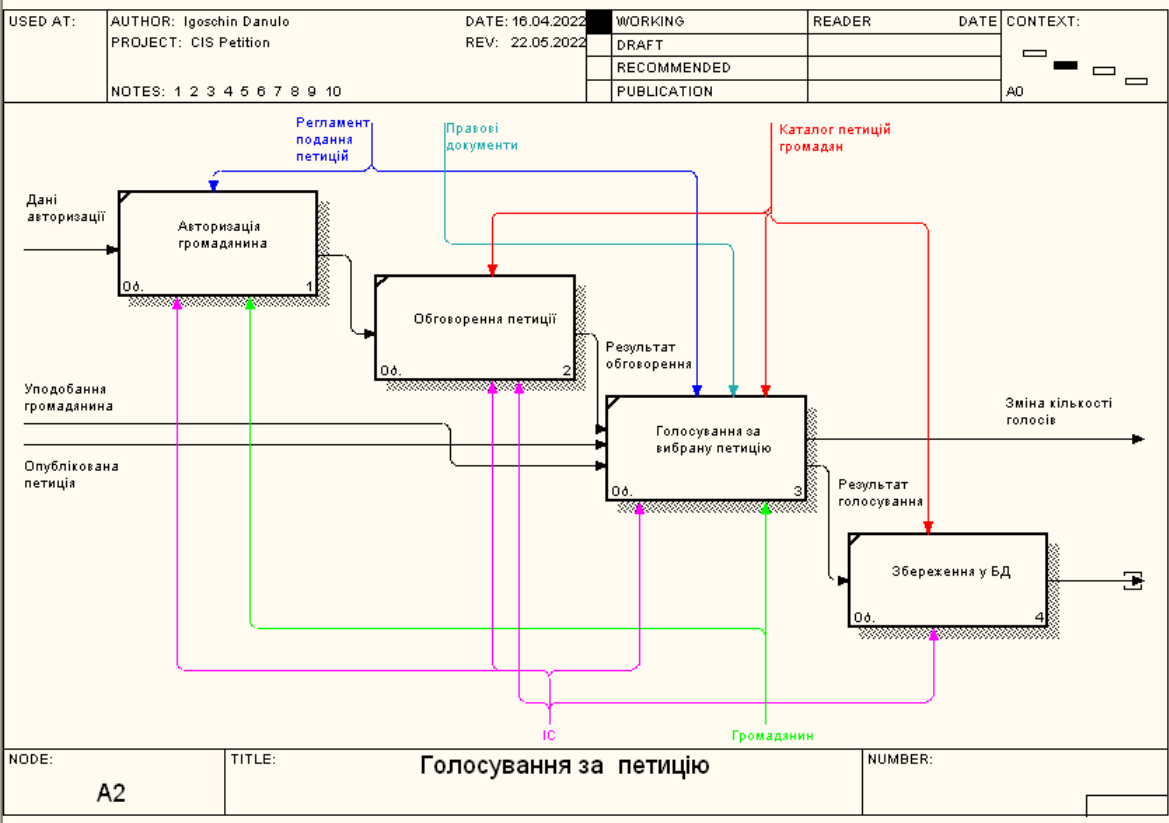 USED AT:
AUTHOR: Igoschin Danulo
DATE: 16.04.2022
PROJECT: CIS Petition
REV: 22.05.2022
NOTES: 1 2 3 4 5 6 7 8 9 10
WORKING
DRAFT
RECOMMENDED
PUBLICATION
READER DATE
CONTEXT:
A0
Регламент
подання
петицій
Правові
документи
Каталог петицій
громадян
Дані
авторизації
Авторизація
громадянина
0д. 1
Обговорення петиції
0д. 2
Результат
обговорення
Уподобання
громадянина
Опублікована
петиція
Голосування за
вибрану петицію
0д. 3
Зміна кількості
голосів
Результат
голосування
Збереження у БД
0д. 4
ІС
Громадянин
NODE:
A2
TITLE:
Голосування за петицію
NUMBER: